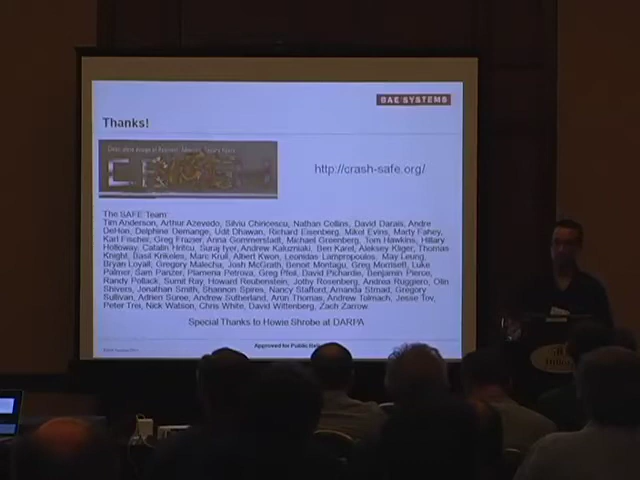 BAE SYSTEMS
Thanks!
http://crash-safe.org/
The SAFE Team:
Tim Anderson, Arthur Azevedo, Silviu Chiricescu, Nathan Collins, David Darais, Andre
DeHon, Delphine Demange, Udit Dhawan, Richard Eisenberg, Mikel Evins, Marty Fahey,
Karl Fischer, Greg Frazier, Anna Gommerstadt, Michael Greenberg, Tom Hawkins, Hillary
Holloway, Catalin Hritcu, Suraj Iyer, Andrew Kaluzniaki, Ben Karel, Aleksey Kliger, Thomas
Knight, Basil Krikeles, Marc Krull, Albert Kwon, Leonidas Lampropoulos, May Leung,
Bryan Loyall, Gregory Malecha, Josh McGrath, Benoit Montagu, Greg Morrisett, Luke
Palmer, Sam Panzer, Plamena Petrova, Greg Pfeil, David Pichardie, Benjamin Pierce,
Randy Pollack, Sumit Ray, Howard Reubenstein, Jothy Rosenberg, Andrea Ruggiero, Olin
Shivers, Jonathan Smith, Shannon Spires, Nancy Stafford, Amanda Strnad, Gregory
Sullivan, Adrien Suree, Andrew Sutherland, Arun Thomas, Andrew Tolmach, Jesse Tov,
Peter Trei, Nick Watson, Chris White, David Wittenberg, Zach Zarrow
Special Thanks to Howie Shrobe at DARPA
Approved for Public